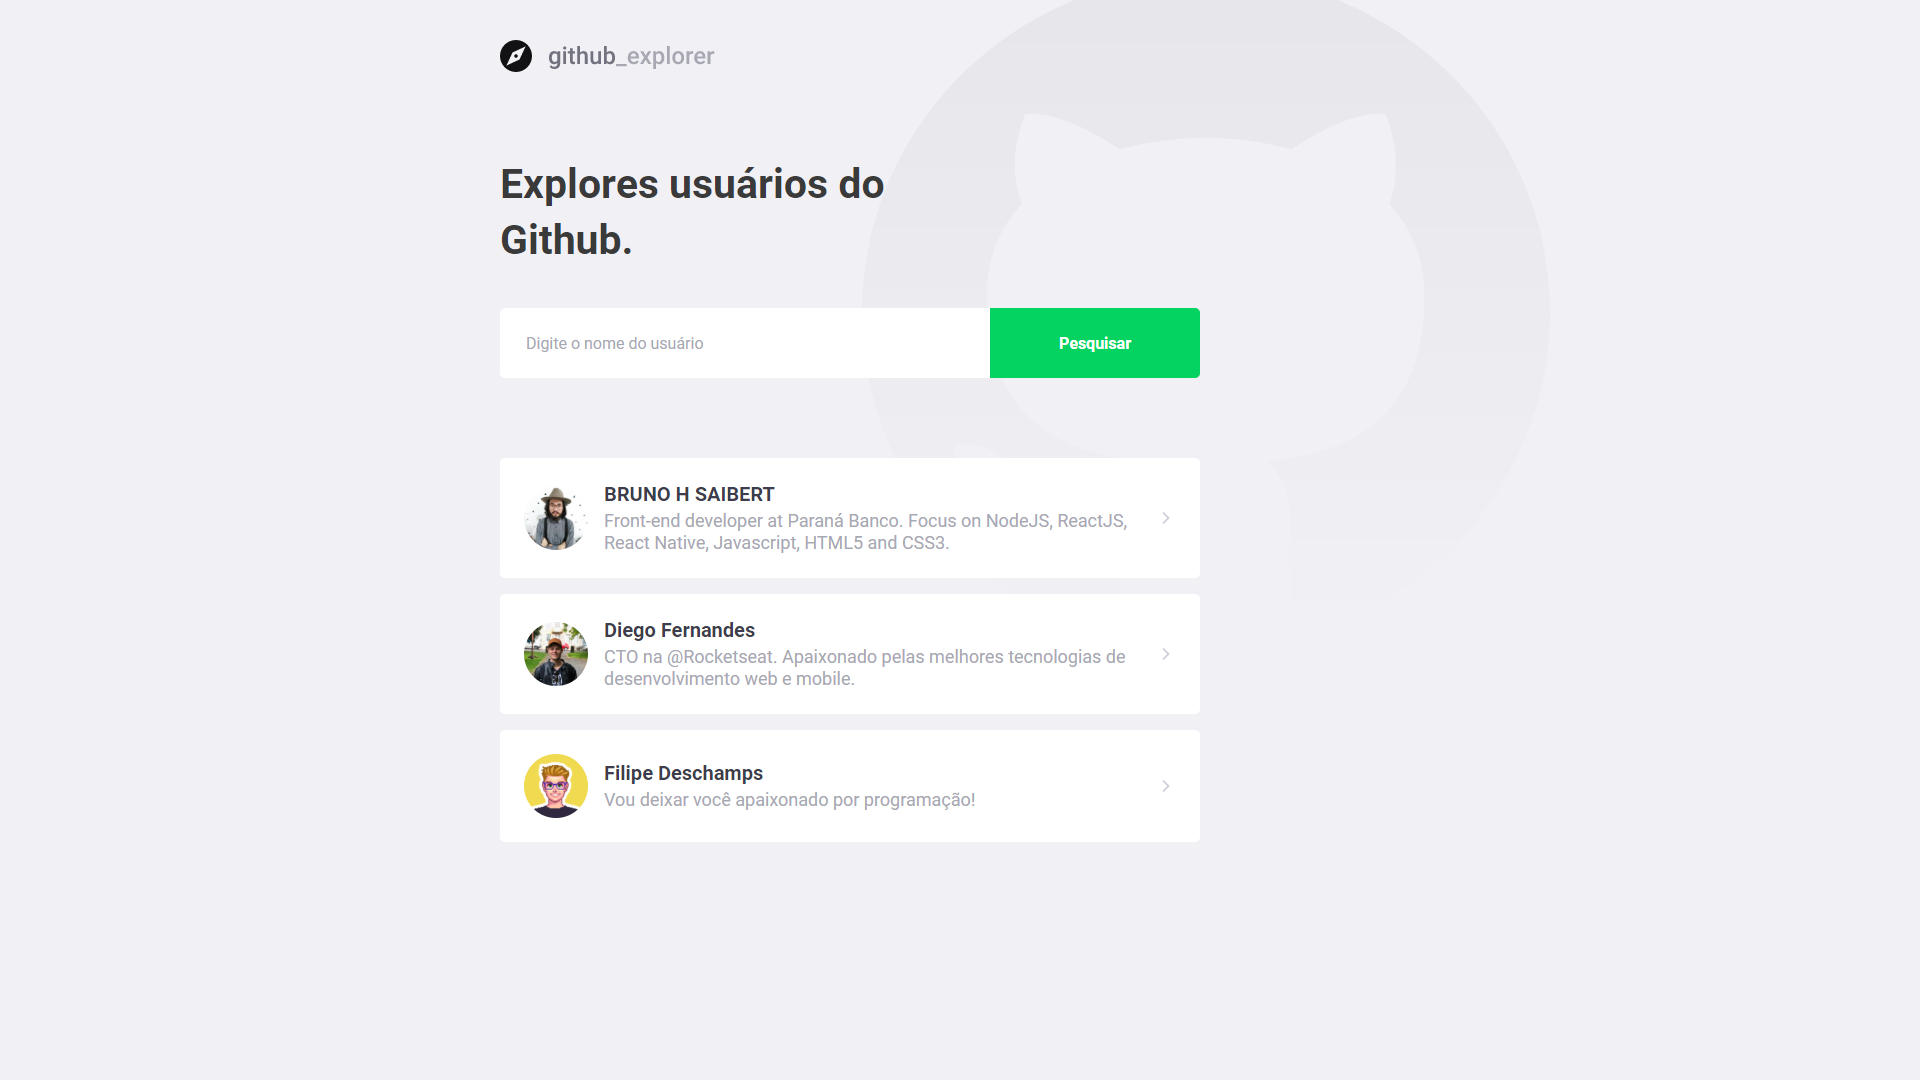 github_explorer
Explores usuários do
Github.
Digite o nome do usuário
Pesquisar
BRUNO H SAIBERT
Front-end developer at Paraná Banco. Focus on NodeJS, ReactJS,
React Native, Javascript, HTML5 and CSS3.
Diego Fernandes
CTO na @Rocketseat. Apaixonado pelas melhores tecnologias de
desenvolvimento web e mobile.
Filipe Deschamps
Vou deixar você apaixonado por programação!